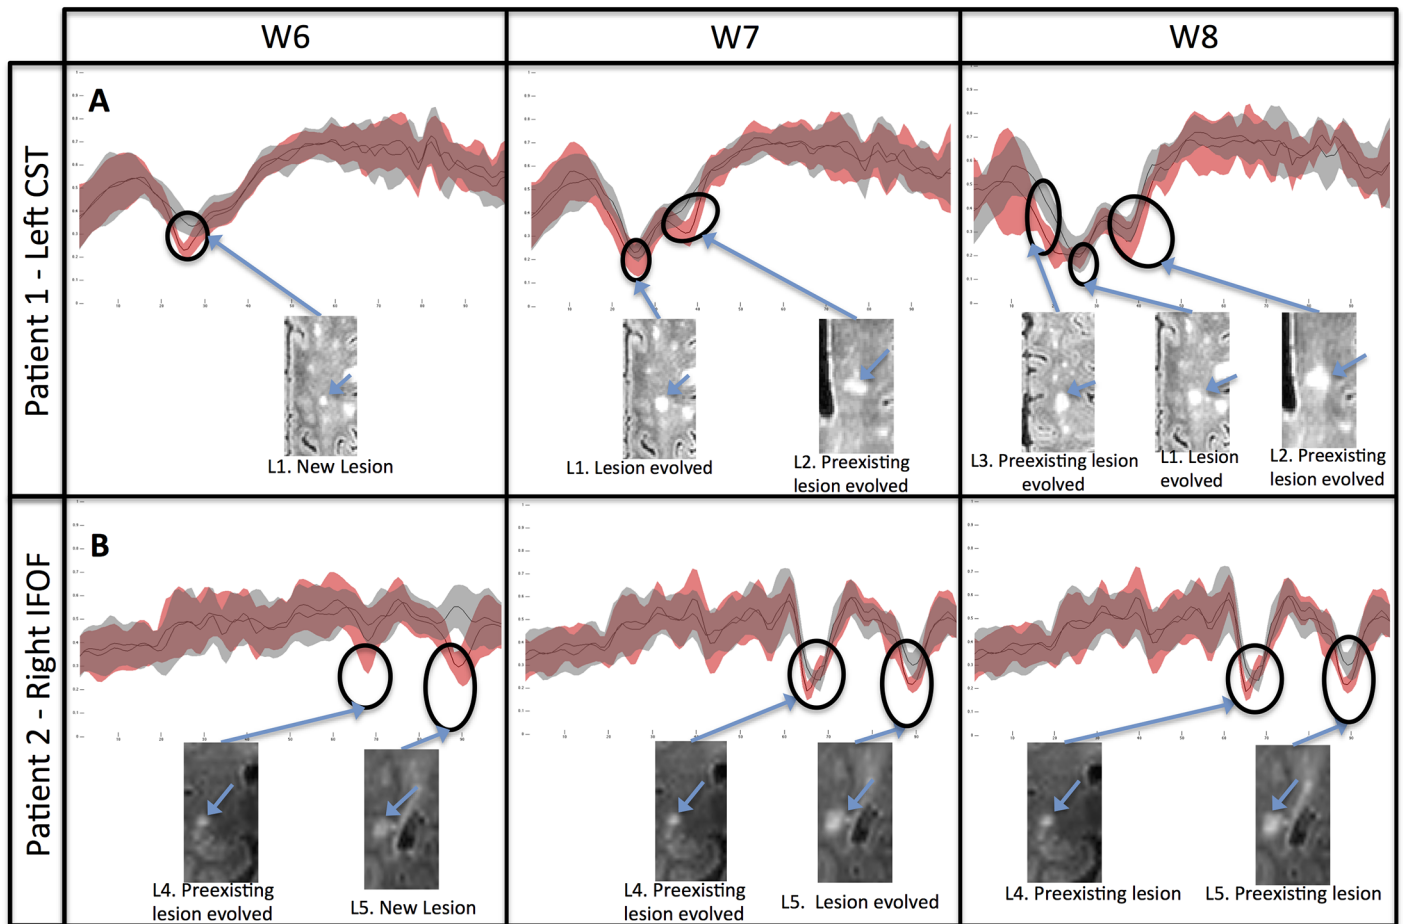 W6
W7
W8
Patient 1 - Left CST
A
L1. New Lesion
L1. Lesion evolved
L2. Preexisting
lesion evolved
L3. Preexisting lesion
evolved
L1. Lesion
evolved
L2. Preexisting
lesion evolved
Patient 2 - Right IFOF
B
L4. Preexisting
lesion evolved
L5. New Lesion
L4. Preexisting
lesion evolved
L5. Lesion evolved
L4. Preexisting lesion
L5. Preexisting lesion